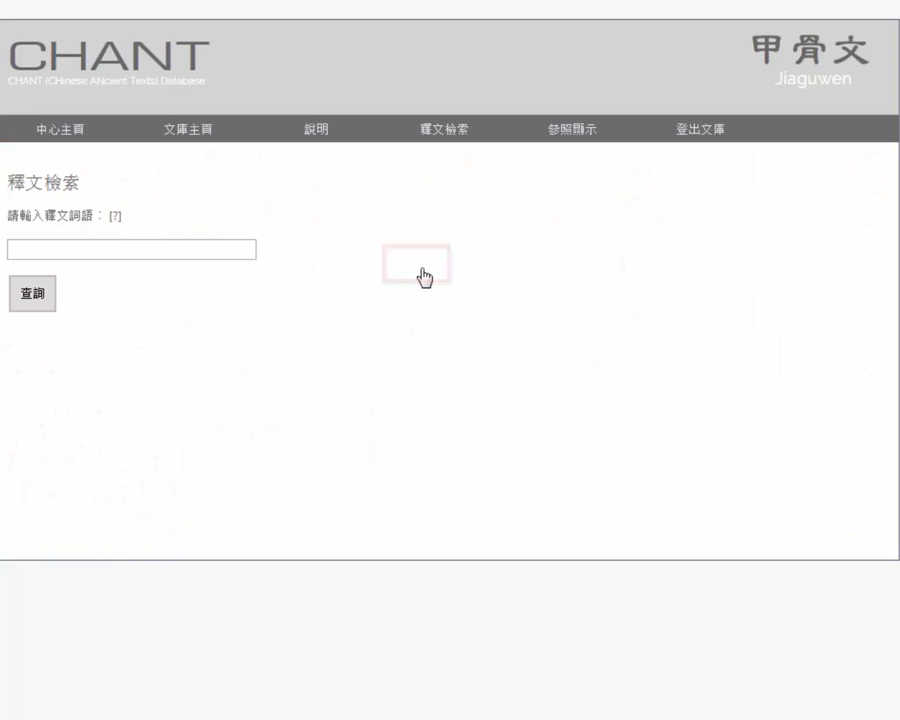 CHANT
CHANT (CHinese ANcient Texts) Database
甲骨文
Jiaguwen
中心主頁 文庫主頁 說明 釋文檢索 參照顯示 登出文庫
釋文檢索
請輸入釋文詞語： [?]
查詢